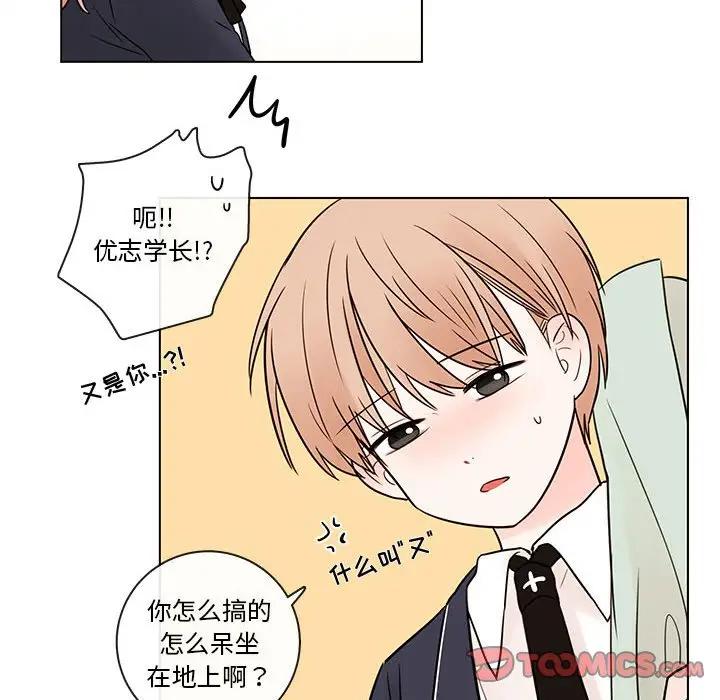 呃!!
优志学长!?
又是你...?!
什么叫"又"
你怎么搞的
怎么呆坐
在地上啊？
TOOMICS.COM